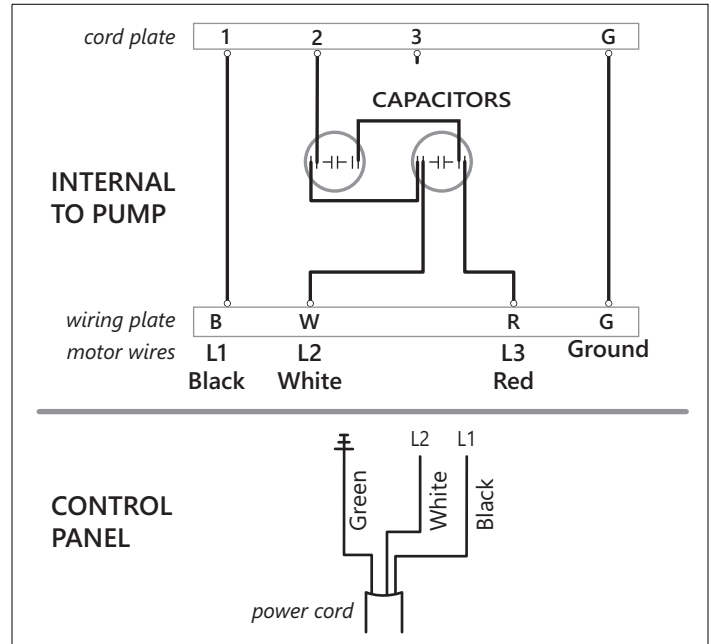 cord plate 1 2 3 G
CAPACITORS
INTERNAL
TO PUMP
wiring plate B W R G
motor wires L1 L2 L3 Ground
Black White Red
L2 L1
Green White Black
CONTROL
PANEL
power cord